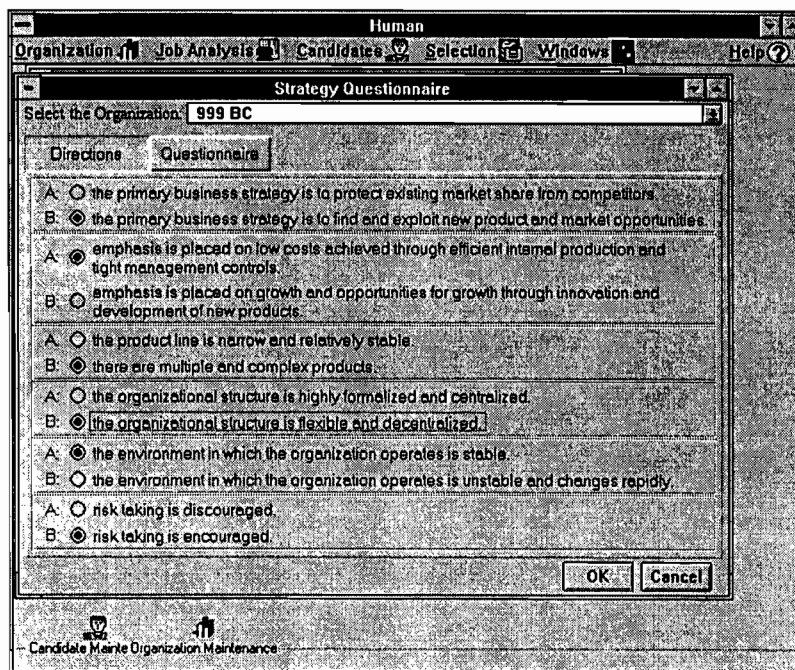 Human
Organization Job Analysis Candidates Selection Windows Help
Strategy Questionnaire
Select the Organization: 999 BC
Directions Questionnaire
A: the primary business strategy is to protect existing market share from competitors.
B: the primary business strategy is to find and exploit new product and market opportunities.
A: emphasis is placed on low costs achieved through efficient internal production and
tight management controls.
B: emphasis is placed on growth and opportunities for growth through innovation and
development of new products.
A: the product line is narrow and relatively stable.
B: there are multiple and complex products.
A: the organizational structure is highly formalized and centralized.
B: the organizational structure is flexible and decentralized.
A: the environment in which the organization operates is stable.
B: the environment in which the organization operates is unstable and changes rapidly.
A: risk taking is discouraged.
B: risk taking is encouraged.
OK Cancel
Candidate Mainte Organization Maintenance